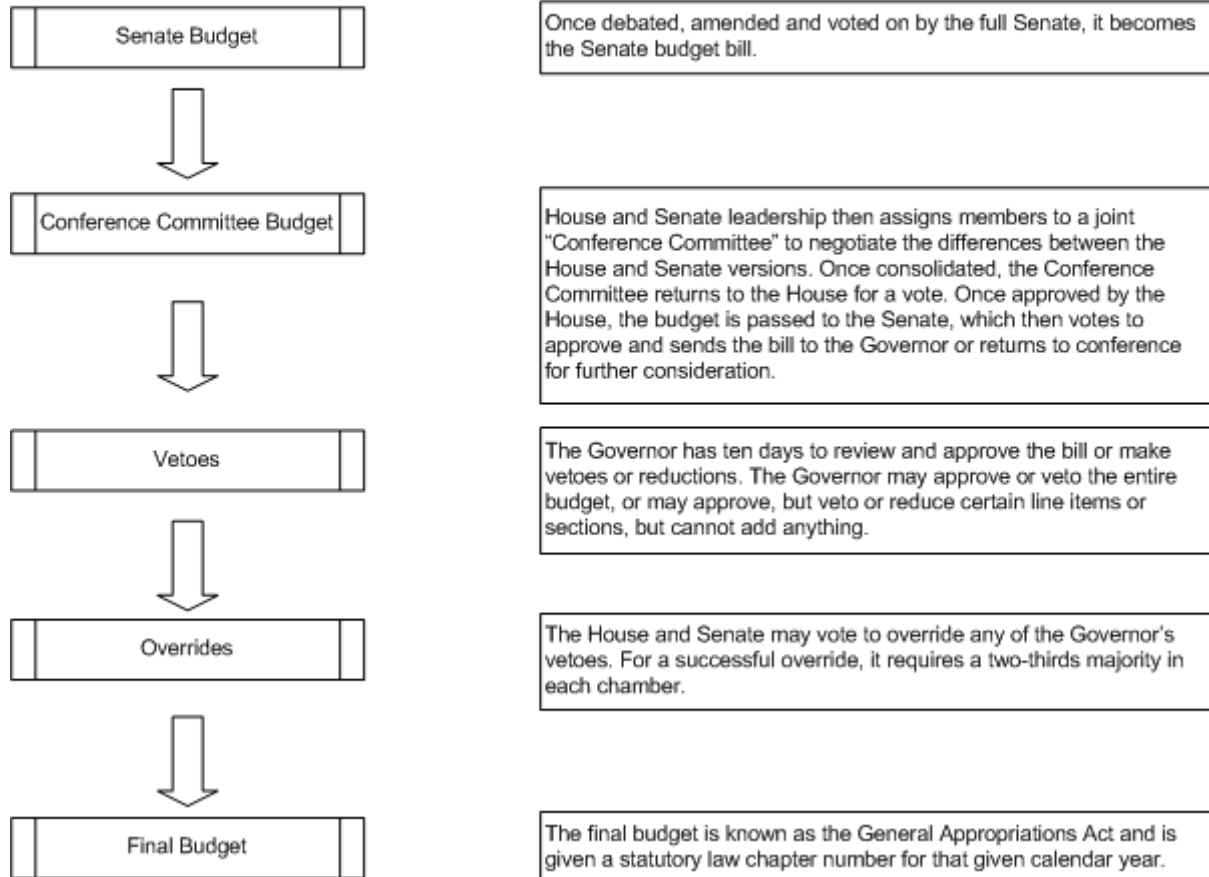 Senate Budget
Once debated, amended and voted on by the full Senate, it becomes
the Senate budget bill.
Conference Committee Budget
House and Senate leadership then assigns members to a joint
“Conference Committee” to negotiate the differences between the
House and Senate versions. Once consolidated, the Conference
Committee returns to the House for a vote. Once approved by the
House, the budget is passed to the Senate, which then votes to
approve and sends the bill to the Governor or returns to conference
for further consideration.
Vetoes
The Governor has ten days to review and approve the bill or make
vetoes or reductions. The Governor may approve or veto the entire
budget, or may approve, but veto or reduce certain line items or
sections, but cannot add anything.
Overrides
The House and Senate may vote to override any of the Governor’s
vetoes. For a successful override, it requires a two-thirds majority in
each chamber.
Final Budget
The final budget is known as the General Appropriations Act and is
given a statutory law chapter number for that given calendar year.